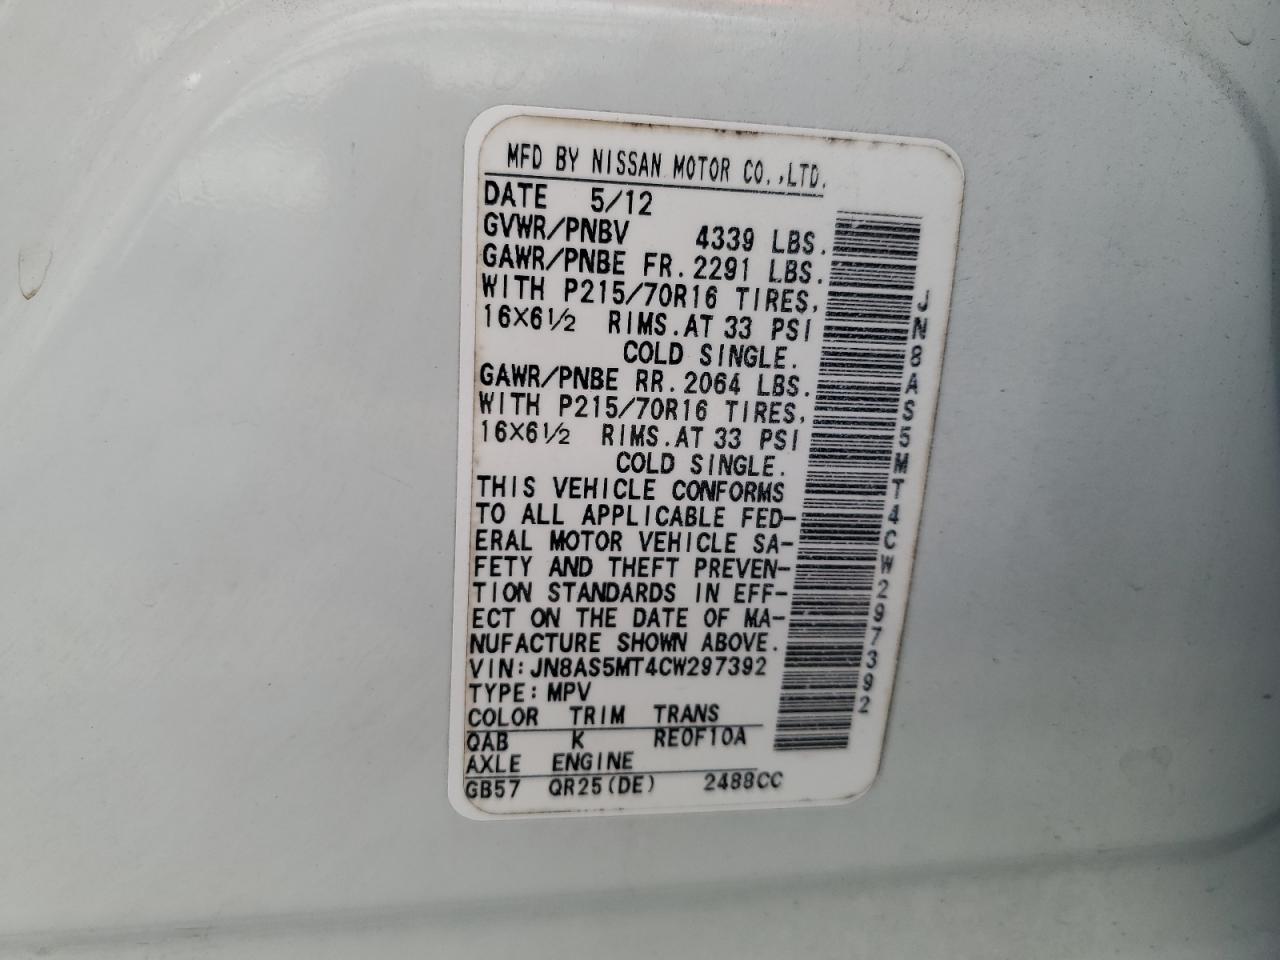 MFD BY NISSAN MOTOR CO.,LTD.
DATE 5/12
GVWR/PNBV 4339 LBS.
GAWR/PNBE FR.2291 LBS.
WITH P215/70R16 TIRES,
16X6½ RIMS.AT 33 PSI
COLD SINGLE.
GAWR/PNBE RR.2064 LBS.
WITH P215/70R16 TIRES,
16X6½ RIMS.AT 33 PSI
COLD SINGLE.
THIS VEHICLE CONFORMS
TO ALL APPLICABLE FED-
ERAL MOTOR VEHICLE SA-
FETY AND THEFT PREVEN-
TION STANDARDS IN EFF-
ECT ON THE DATE OF MA-
NUFACTURE SHOWN ABOVE.
VIN:JN8AS5MT4CW297392
TYPE:MPV
COLOR TRIM TRANS
QAB K RE0F10A
AXLE ENGINE
GB57 QR25(DE) 2488CC
JN8AS5MT4CW297392